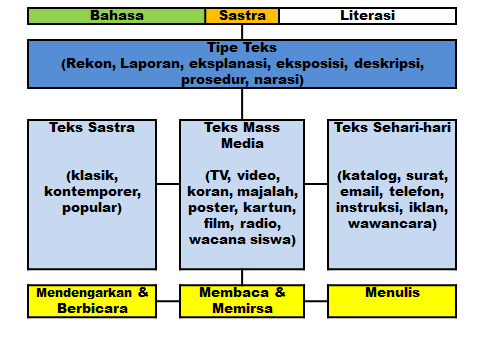 Bahasa
Sastra
Literasi
Tipe Teks
(Rekon, Laporan, eksplanasi, eksposisi, deskripsi,
prosedur, narasi)
Teks Sastra
(klasik,
kontemporer,
popular)
Teks Mass
Media
(TV, video,
koran, majalah,
poster, kartun,
film, radio,
wacana siswa)
Teks Sehari-hari
(katalog, surat,
email, telefon,
instruksi, iklan,
wawancara)
Mendengarkan &
Berbicara
Membaca &
Memirsa
Menulis